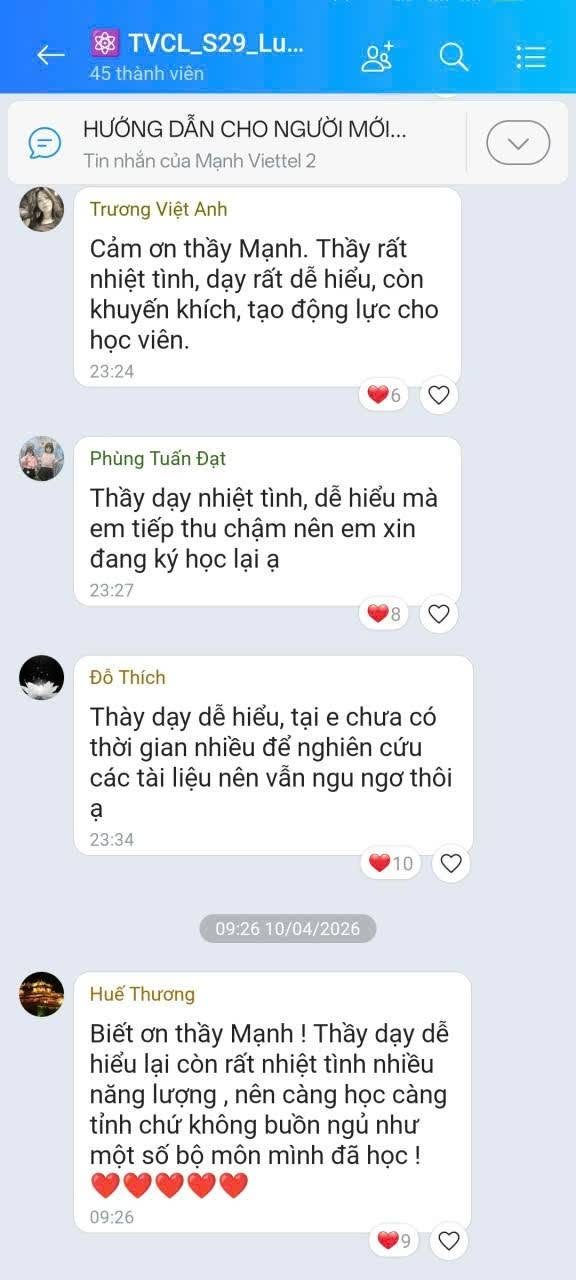 TVCL_S29_Lu...
45 thành viên
HƯỚNG DẪN CHO NGƯỜI MỚI...
Tin nhắn của Mạnh Viettel 2
Trương Việt Anh
Cảm ơn thầy Mạnh. Thầy rất
nhiệt tình, dạy rất dễ hiểu, còn
khuyến khích, tạo động lực cho
học viên.
23:24
6
Phùng Tuấn Đạt
Thầy dạy nhiệt tình, dễ hiểu mà
em tiếp thu chậm nên em xin
đang ký học lại ạ
23:27
8
Đỗ Thích
Thày dạy dễ hiểu, tại e chưa có
thời gian nhiều để nghiên cứu
các tài liệu nên vẫn ngu ngơ thôi
ạ
23:34
10
09:26 10/04/2026
Huế Thương
Biết ơn thầy Mạnh ! Thầy dạy dễ
hiểu lại còn rất nhiệt tình nhiều
năng lượng , nên càng học càng
tỉnh chứ không buồn ngủ như
một số bộ môn mình đã học !
❤️❤️❤️❤️❤️
09:26
9